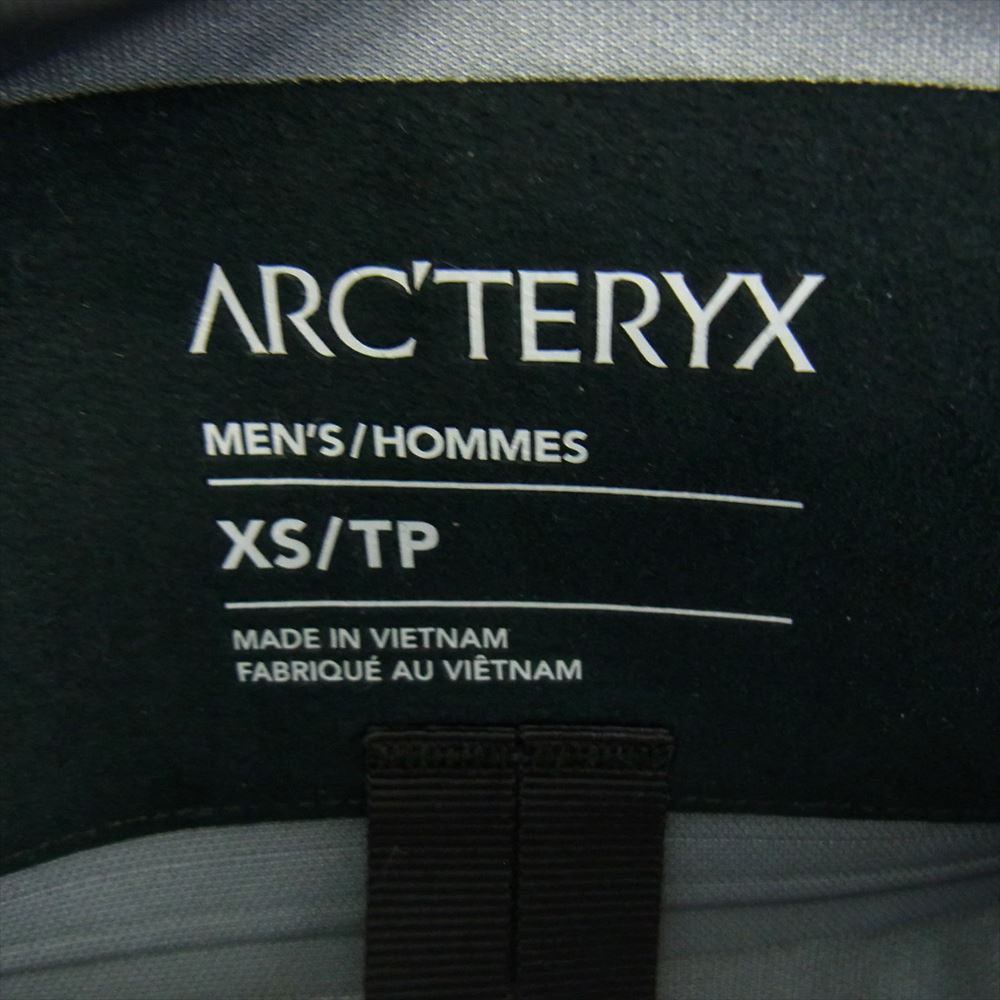 ARC'TERYX
MEN'S/HOMMES
XS/TP
MADE IN VIETNAM
FABRIQUÉ AU VIÊTNAM